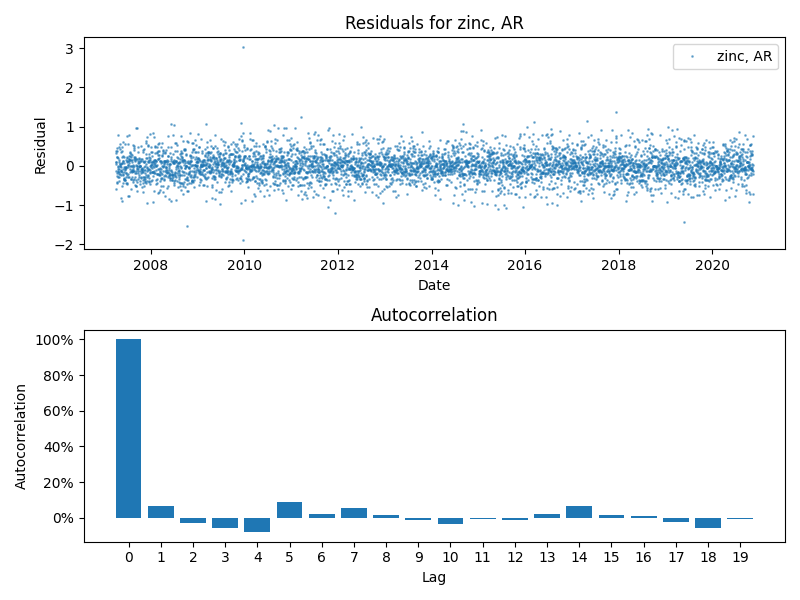 Residuals for zinc, AR
3
2
1
0
−1
−2
Residual
zinc, AR
2008 2010 2012 2014 2016 2018 2020
Date
Autocorrelation
100%
80%
60%
40%
20%
0%
Autocorrelation
0 1 2 3 4 5 6 7 8 9 10 11 12 13 14 15 16 17 18 19
Lag